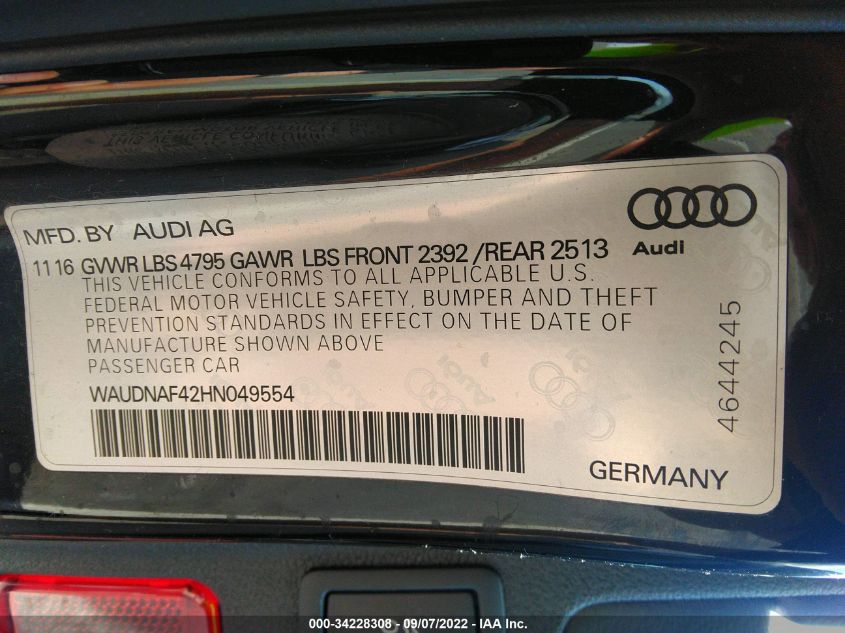 MFD. BY AUDI AG
Audi
11 16 GVWR LBS 4795 GAWR LBS FRONT 2392 /REAR 2513
THIS VEHICLE CONFORMS TO ALL APPLICABLE U.S.
FEDERAL MOTOR VEHICLE SAFETY, BUMPER AND THEFT
PREVENTION STANDARDS IN EFFECT ON THE DATE OF
MANUFACTURE SHOWN ABOVE
PASSENGER CAR
WAUDNAF42HN049554
4644245
GERMANY
000-34228308 - 09/07/2022 - IAA Inc.